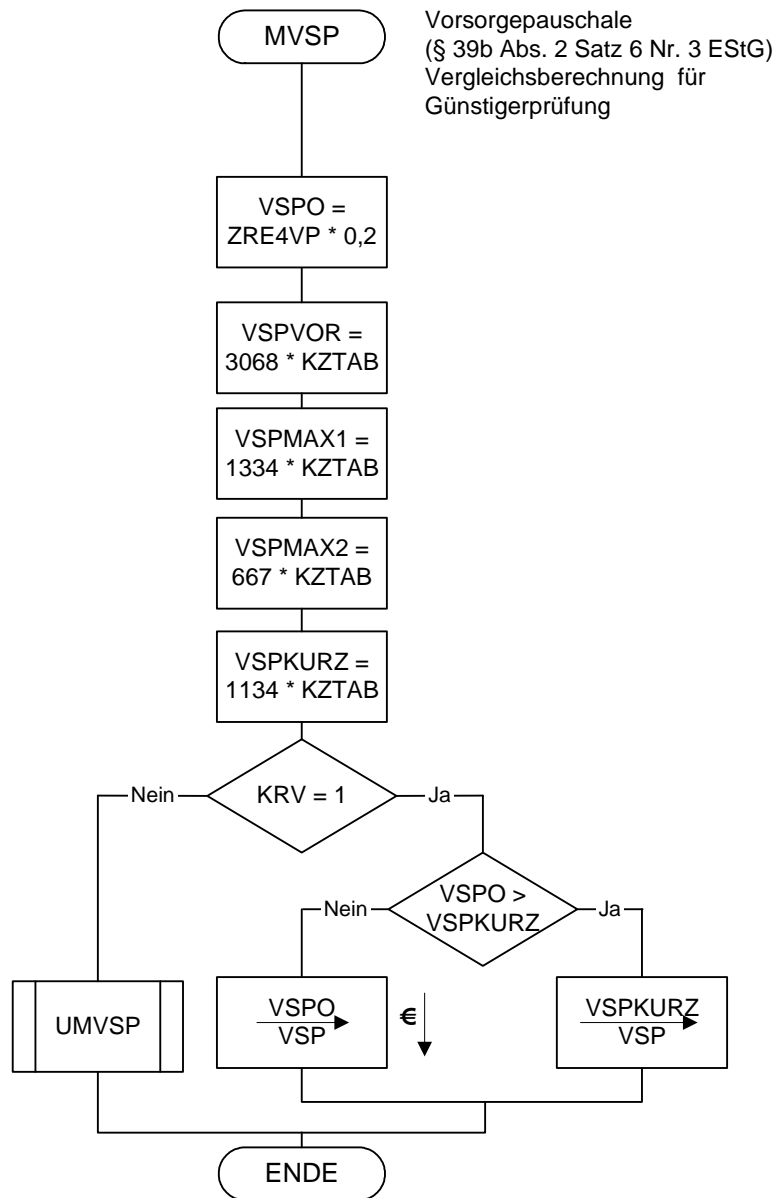 MVSP
Vorsorgepauschale
(§ 39b Abs. 2 Satz 6 Nr. 3 EStG)
Vergleichsberechnung für
Günstigerprüfung
VSPO =
ZRE4VP * 0,2
VSPVOR =
3068 * KZTAB
VSPMAX1 =
1334 * KZTAB
VSPMAX2 =
667 * KZTAB
VSPKURZ =
1134 * KZTAB
Nein
KRV = 1
Ja
Nein
VSPO >
VSPKURZ
Ja
UMVSP
VSPO
VSP
€
VSPKURZ
VSP
ENDE